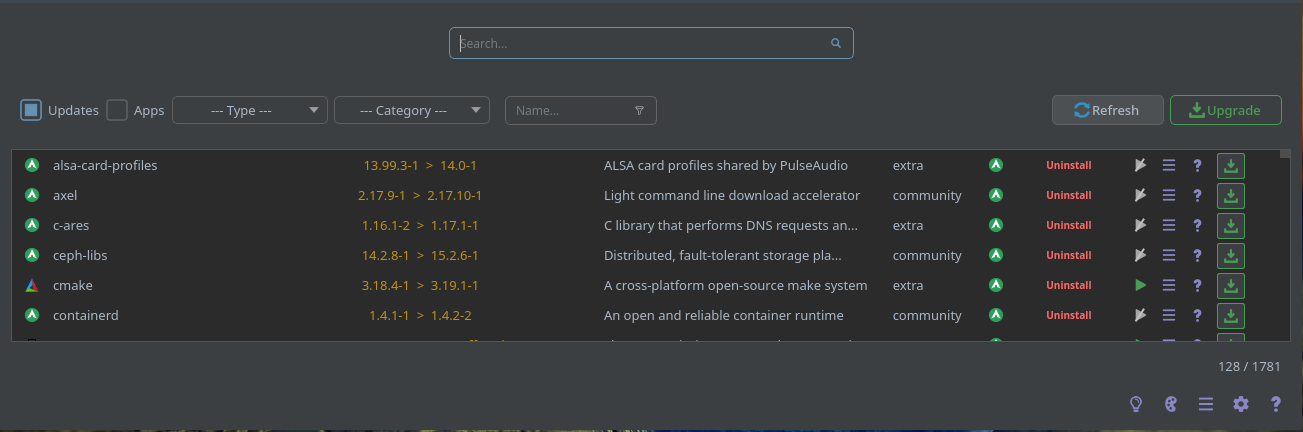 Search...
Updates Apps --- Type --- --- Category --- Name... Refresh Upgrade
alsa-card-profiles 13.99.3-1 > 14.0-1 ALSA card profiles shared by PulseAudio extra Uninstall ?
axel 2.17.9-1 > 2.17.10-1 Light command line download accelerator community Uninstall ?
c-ares 1.16.1-2 > 1.17.1-1 C library that performs DNS requests an... extra Uninstall ?
ceph-libs 14.2.8-1 > 15.2.6-1 Distributed, fault-tolerant storage pla... community Uninstall ?
cmake 3.18.4-1 > 3.19.1-1 A cross-platform open-source make system extra Uninstall ?
containerd 1.4.1-1 > 1.4.2-2 An open and reliable container runtime community Uninstall ?
128 / 1781
?